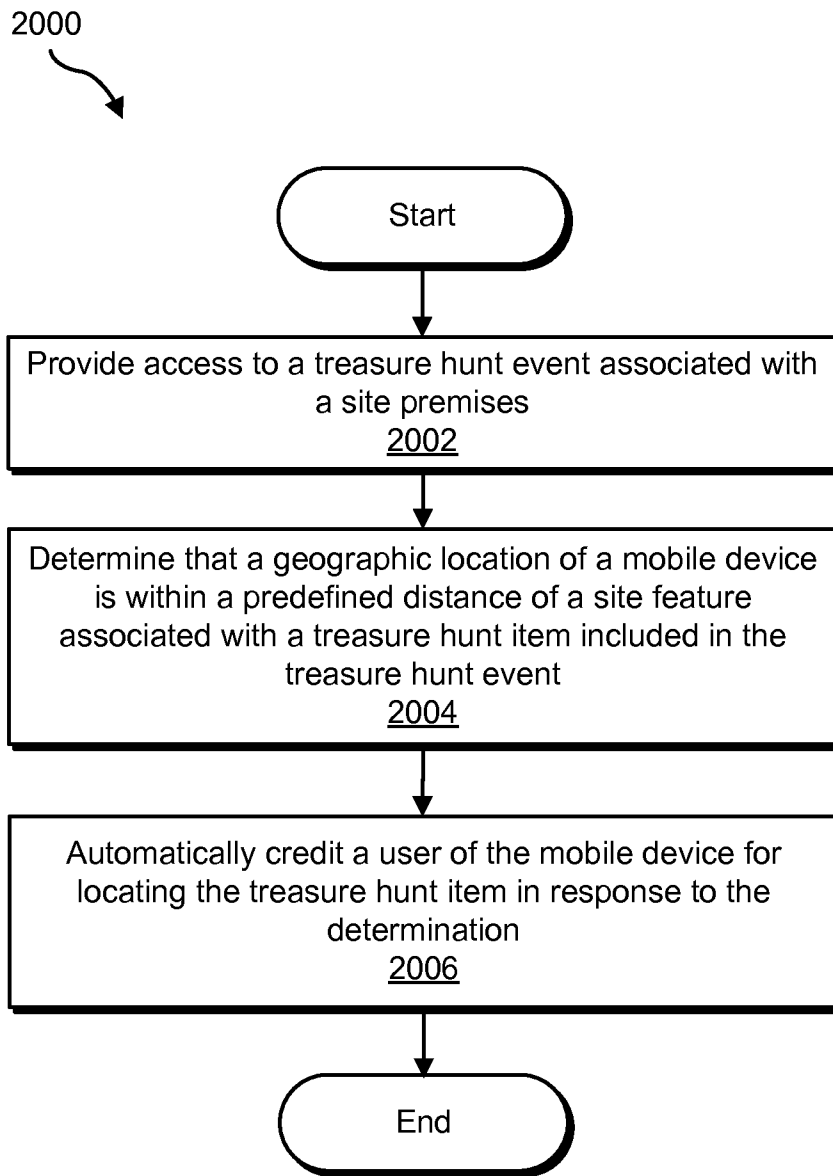 2000
Start
Provide access to a treasure hunt event associated with
a site premises
2002
Determine that a geographic location of a mobile device
is within a predefined distance of a site feature
associated with a treasure hunt item included in the
treasure hunt event
2004
Automatically credit a user of the mobile device for
locating the treasure hunt item in response to the
determination
2006
End